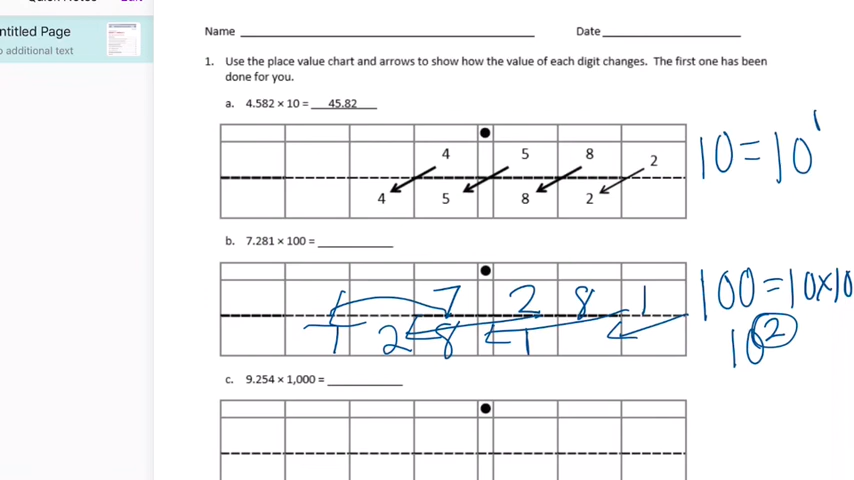 ntitled Page
o additional text
Name Date
1. Use the place value chart and arrows to show how the value of each digit changes. The first one has been
done for you.
a. 4.582 × 10 = 45.82
4 5 8 2
4 5 8 2
10=10¹
b. 7.281 × 100 =
7 2 8 1
7 2 8 1
100=10×10
10²
c. 9.254 × 1,000 =